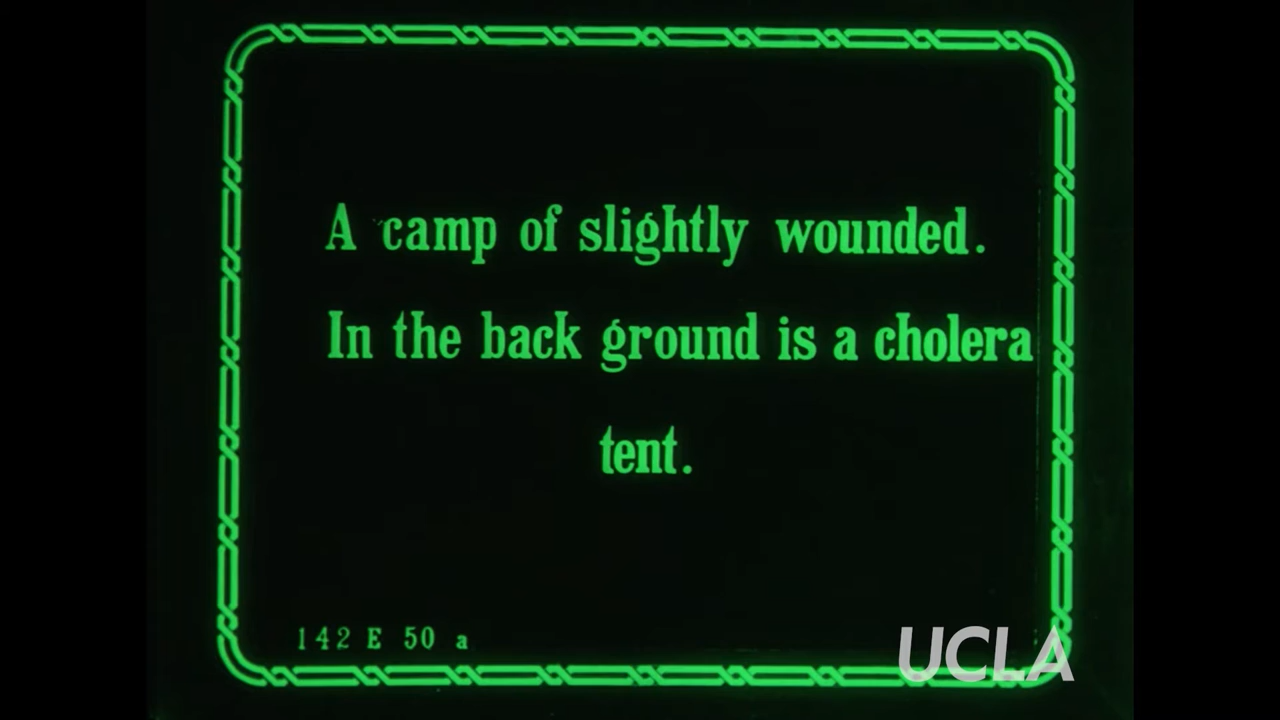 A camp of slightly wounded.
In the back ground is a cholera
tent.
142 E 50 a
UCLA